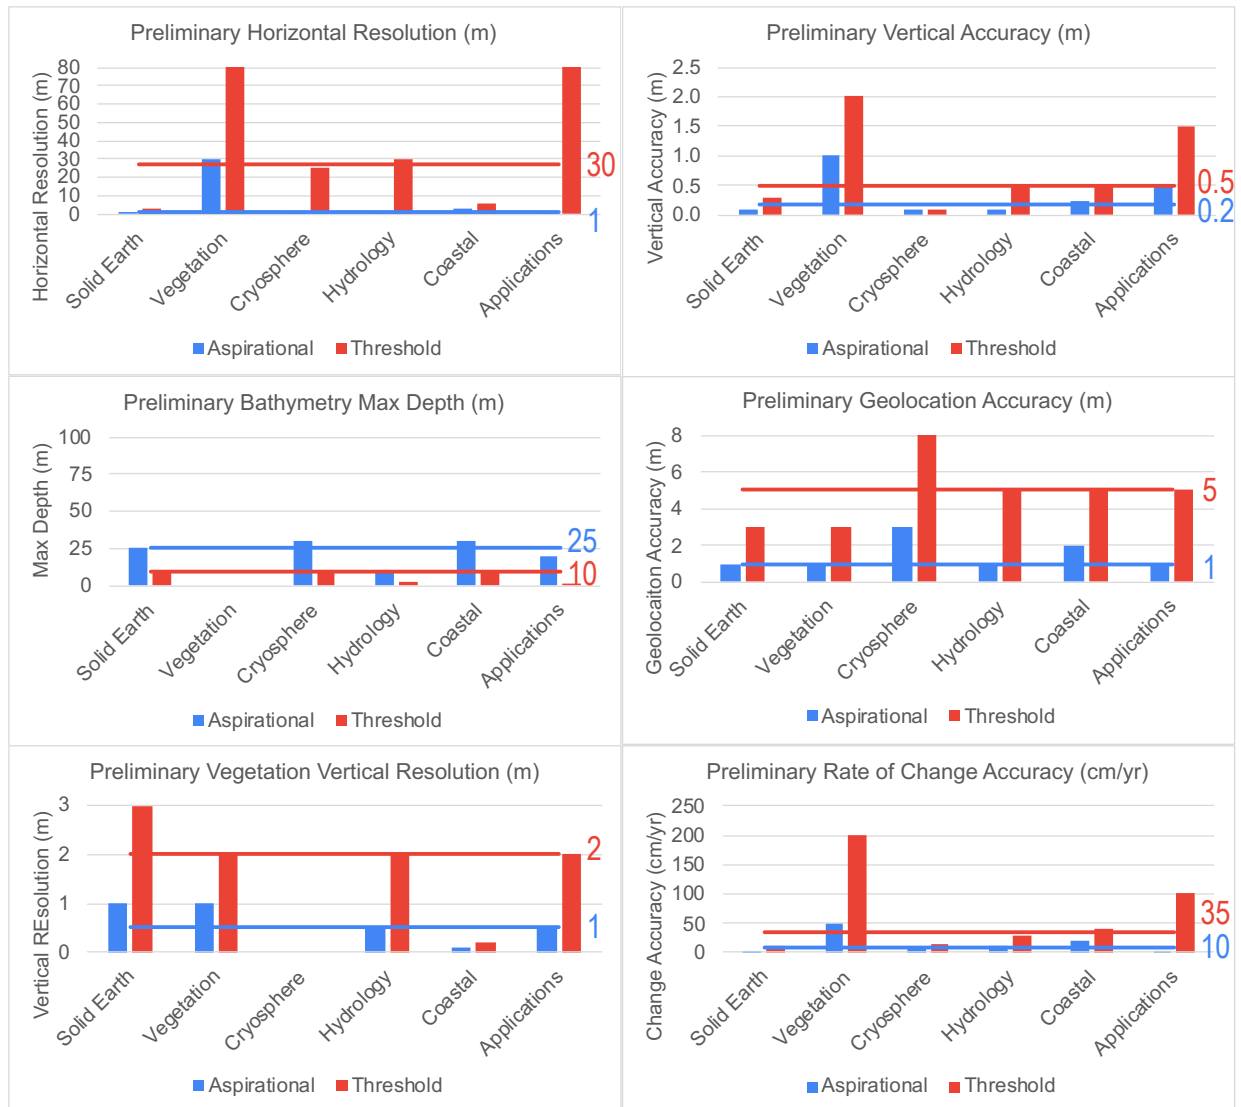 Preliminary Horizontal Resolution (m)
Horizontal Resolution (m)
80
70
60
50
40
30
20
10
0
30
1
Solid Earth
Vegetation
Cryosphere
Hydrology
Coastal
Applications
Aspirational
Threshold
Preliminary Vertical Accuracy (m)
Vertical Accuracy (m)
2.5
2.0
1.5
1.0
0.5
0.0
0.5
0.2
Solid Earth
Vegetation
Cryosphere
Hydrology
Coastal
Applications
Aspirational
Threshold
Preliminary Bathymetry Max Depth (m)
Max Depth (m)
100
75
50
25
0
25
10
Solid Earth
Vegetation
Cryosphere
Hydrology
Coastal
Applications
Aspirational
Threshold
Preliminary Geolocation Accuracy (m)
Geolocaiton Accuracy (m)
8
6
4
2
0
5
1
Solid Earth
Vegetation
Cryosphere
Hydrology
Coastal
Applications
Aspirational
Threshold
Preliminary Vegetation Vertical Resolution (m)
Vertical REsolution (m)
3
2
1
0
2
1
Solid Earth
Vegetation
Cryosphere
Hydrology
Coastal
Applications
Aspirational
Threshold
Preliminary Rate of Change Accuracy (cm/yr)
Change Accuracy (cm/yr)
250
200
150
100
50
0
35
10
Solid Earth
Vegetation
Cryosphere
Hydrology
Coastal
Applications
Aspirational
Threshold